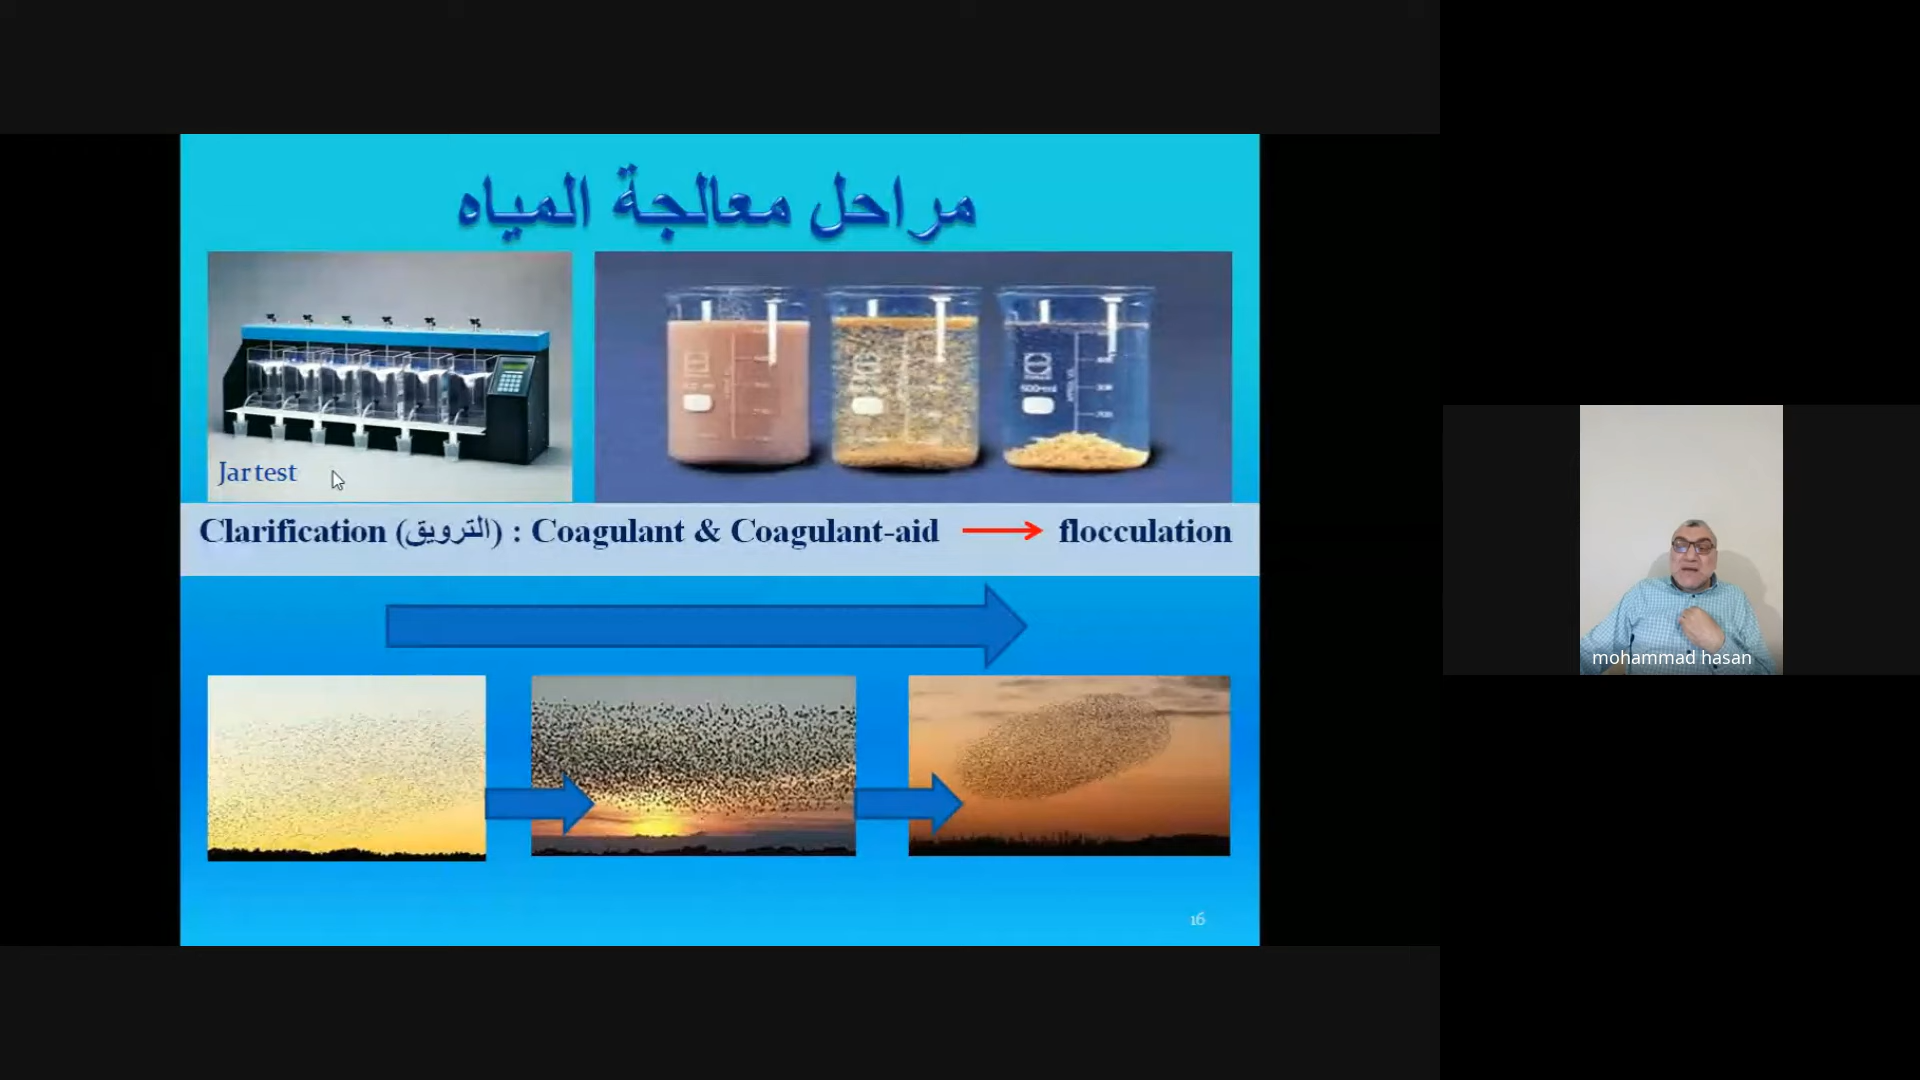 مراحل معالجة المياه
Jar test
Clarification (الترويق) : Coagulant & Coagulant-aid → flocculation
16
mohammad hasan